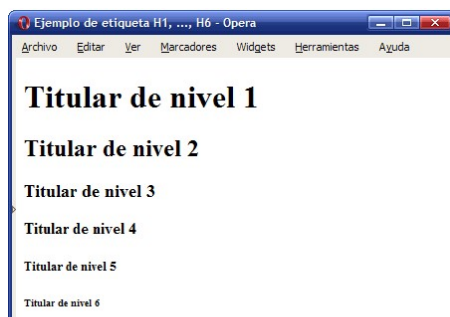 Ejemplo de etiqueta H1, ..., H6 - Opera
Archivo Editar Ver Marcadores Widgets Herramientas Ayuda
Titular de nivel 1
Titular de nivel 2
Titular de nivel 3
Titular de nivel 4
Titular de nivel 5
Titular de nivel 6